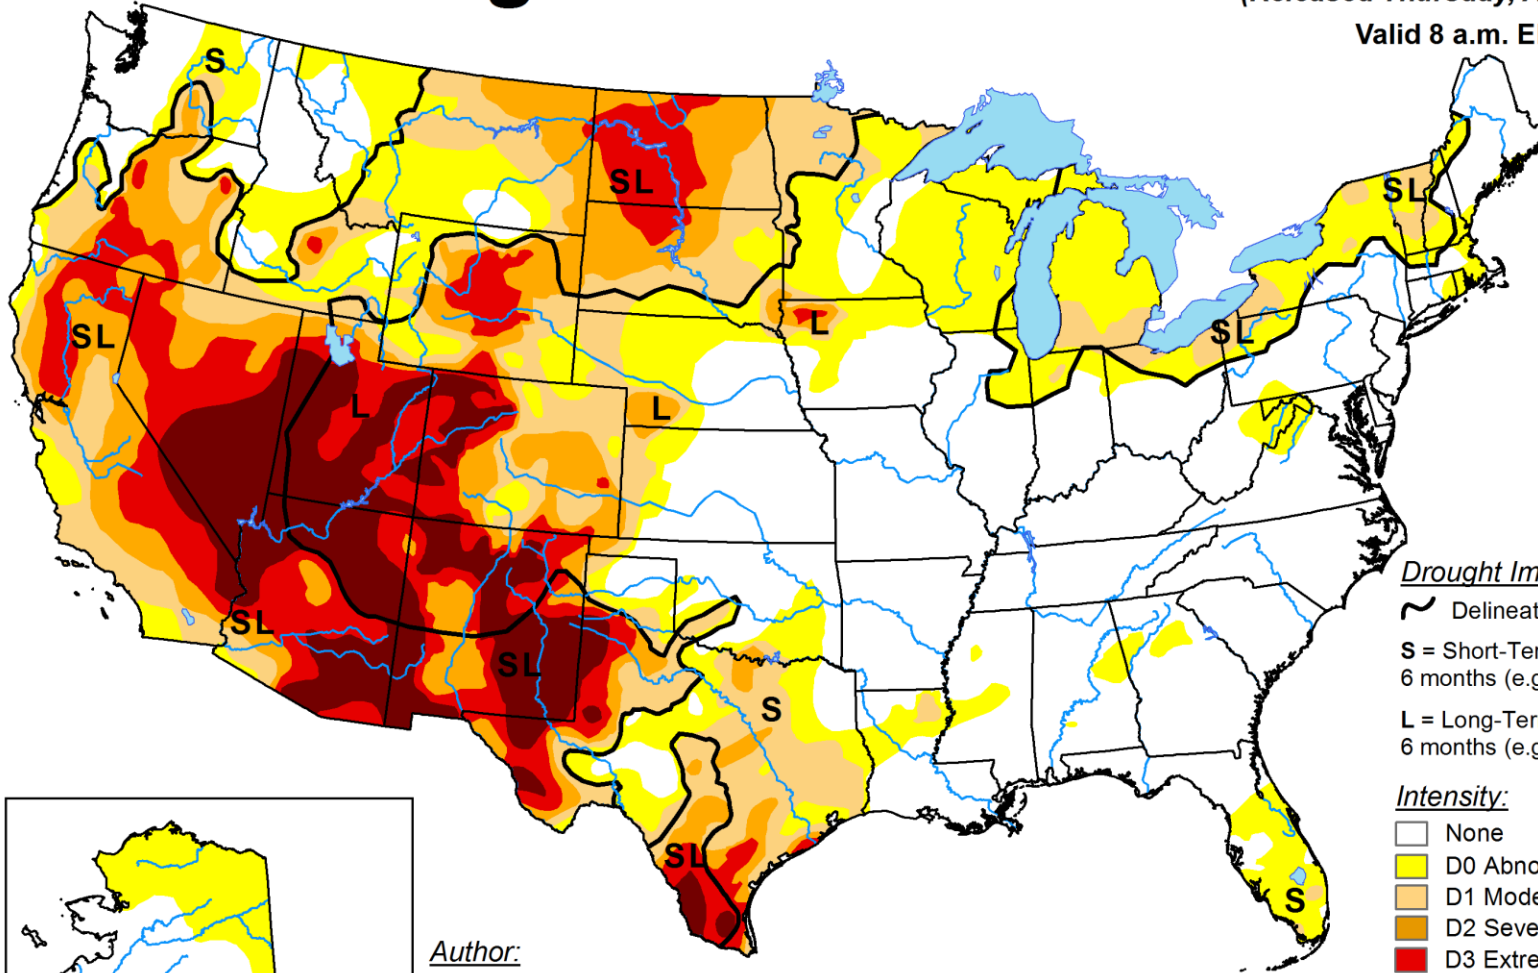 Valid 8 a.m. E
S
SL
SL
SL
L
SL
L
L
SL
SL
S
SL
S
Drought Im
Delineat
S = Short-Ter
6 months (e.g
L = Long-Ter
6 months (e.g
Intensity:
None
D0 Abno
D1 Mode
D2 Seve
D3 Extre
Author: